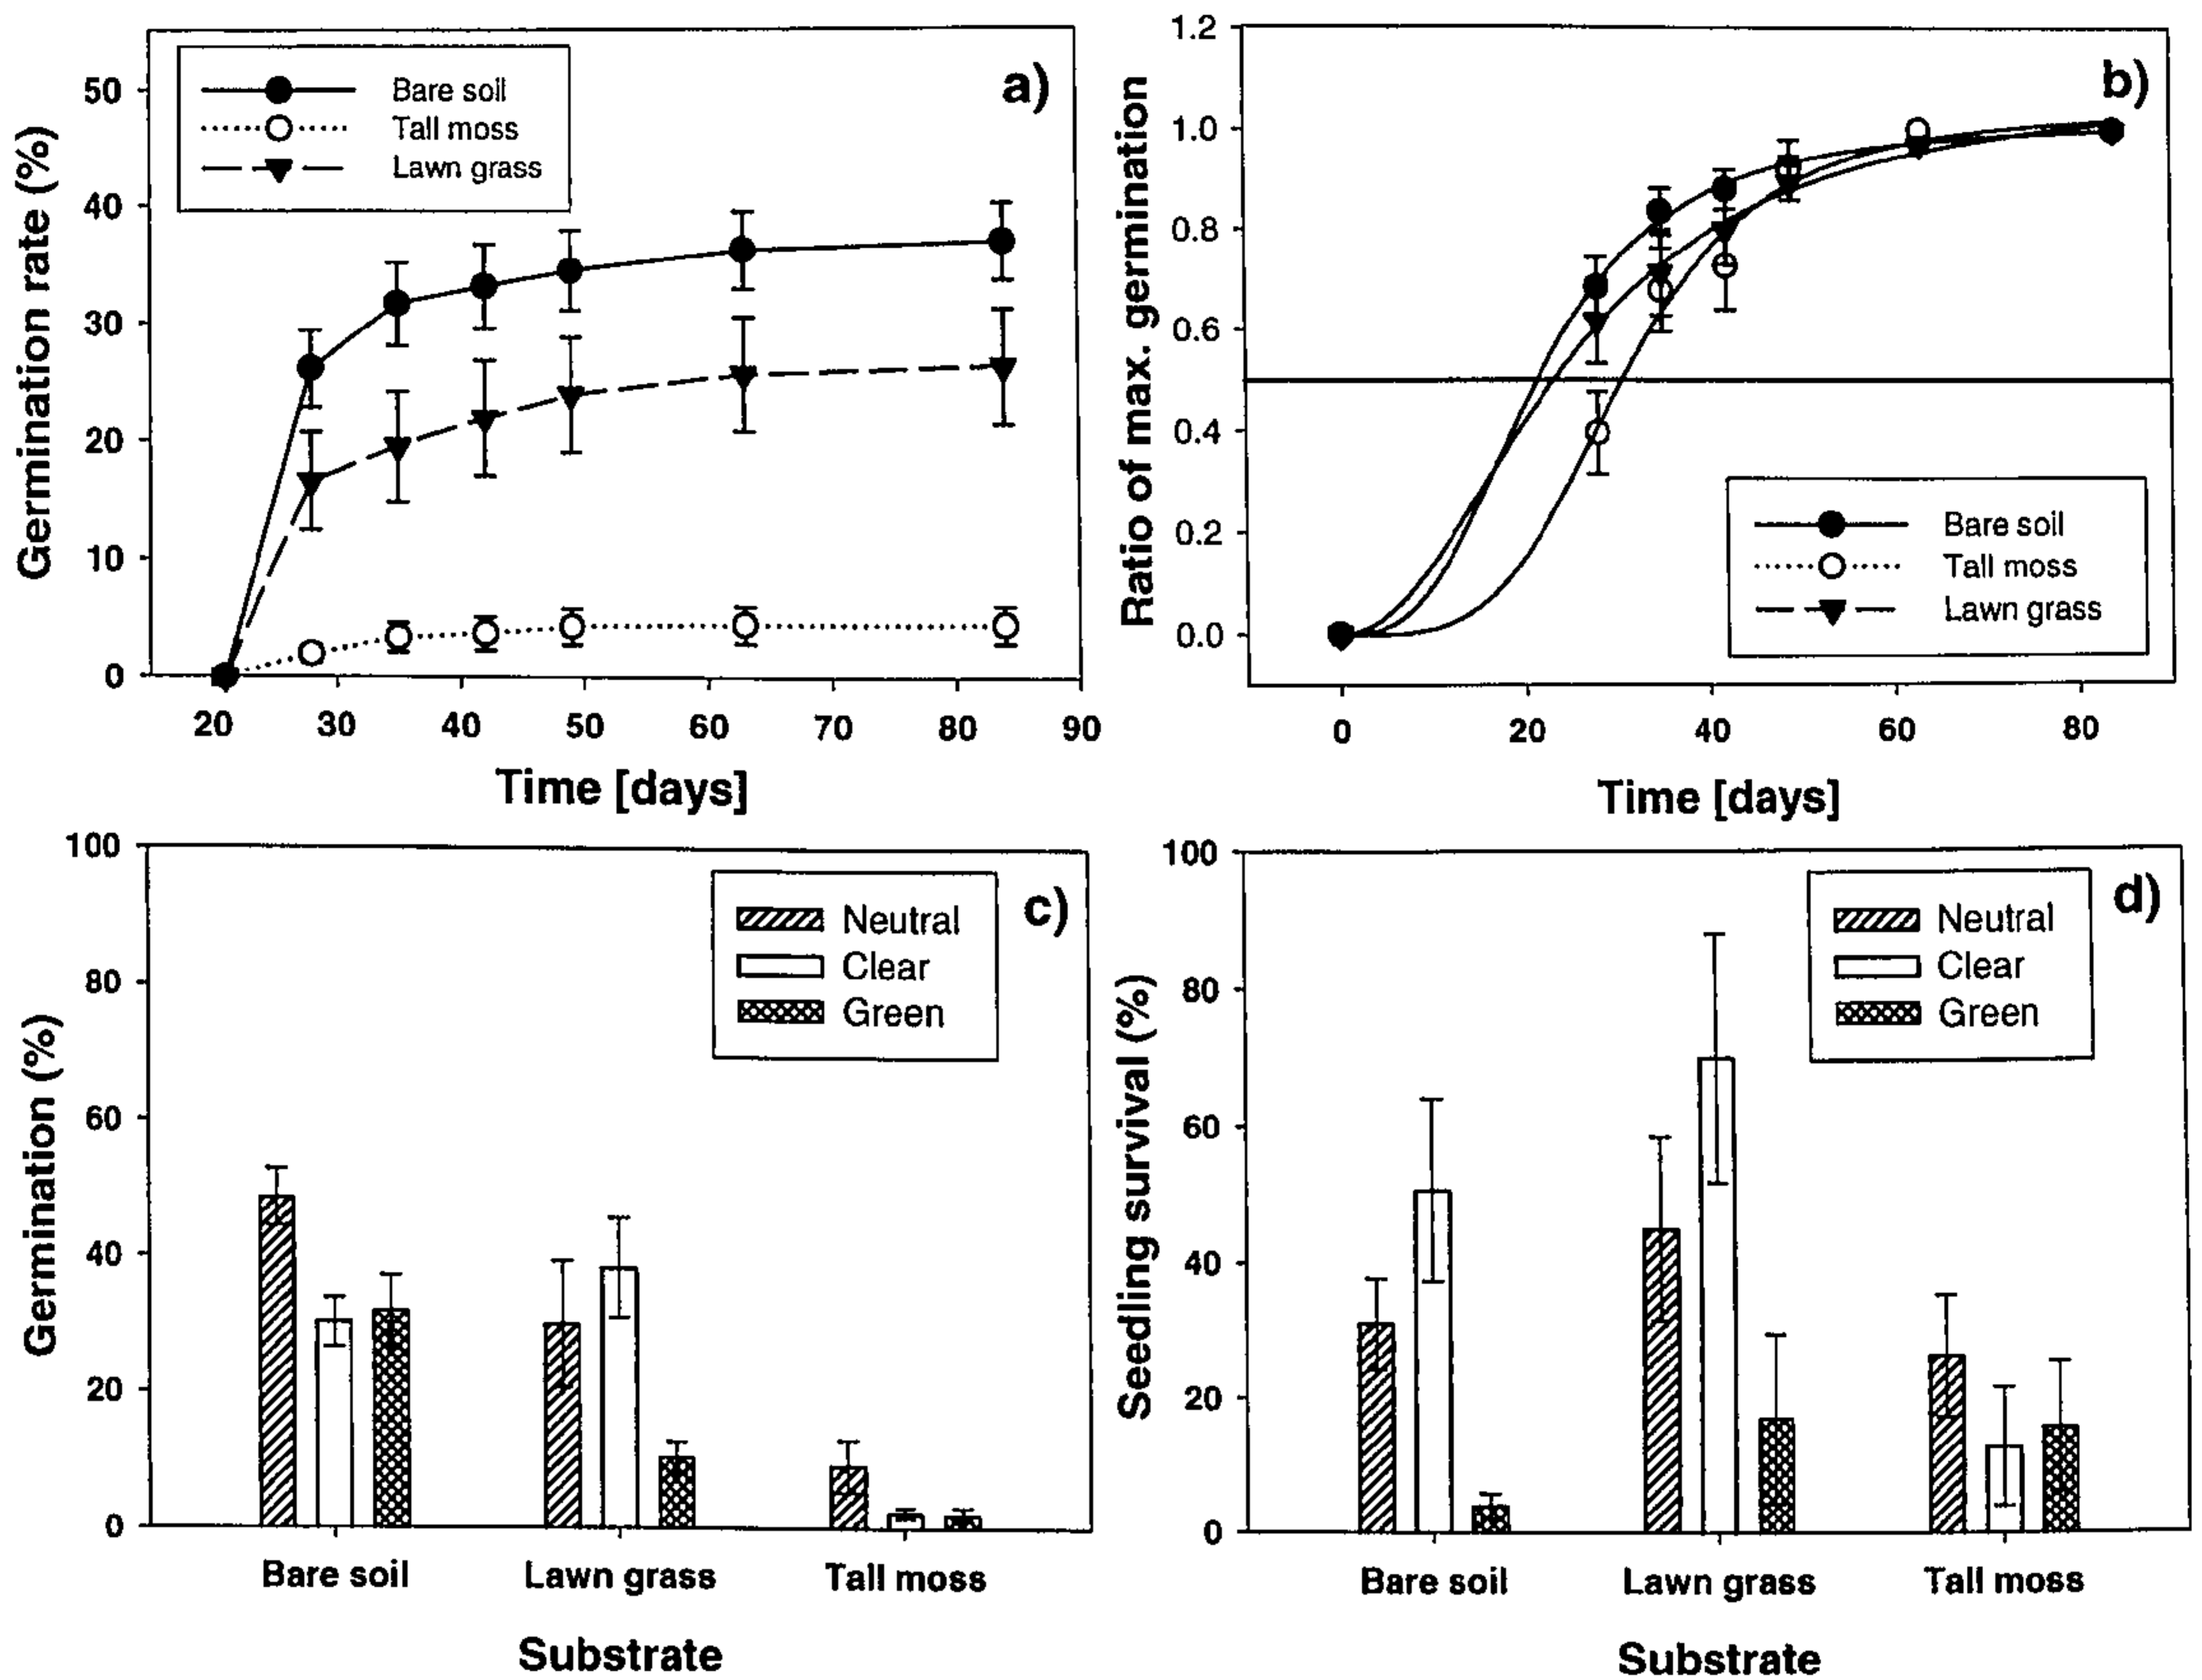 a)
Germination rate (%)
50
40
30
20
10
0
Bare soil
Tall moss
Lawn grass
20 30 40 50 60 70 80 90
Time [days]
b)
Ratio of max. germination
1.2
1.0
0.8
0.6
0.4
0.2
0.0
Bare soil
Tall moss
Lawn grass
0 20 40 60 80
Time [days]
c)
Germination (%)
100
80
60
40
20
0
Neutral
Clear
Green
Bare soil Lawn grass Tall moss
Substrate
d)
Seedling survival (%)
100
80
60
40
20
0
Neutral
Clear
Green
Bare soil Lawn grass Tall moss
Substrate